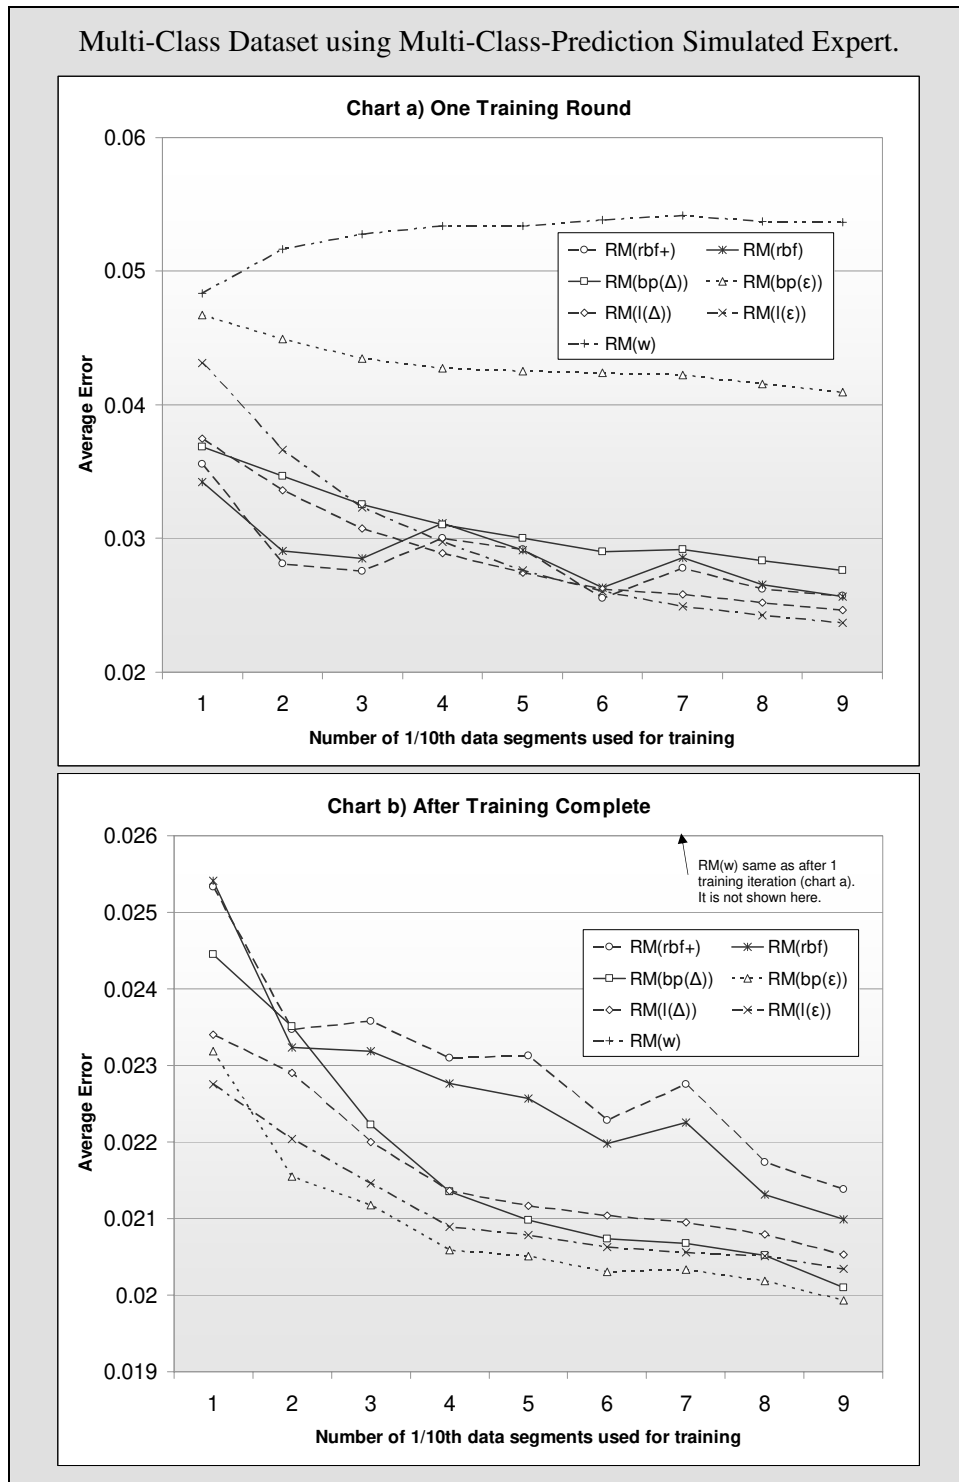 Multi-Class Dataset using Multi-Class-Prediction Simulated Expert.
Chart a) One Training Round
0.06
0.05
0.04
0.03
0.02
Average Error
RM(rbf+) RM(rbf)
RM(bp(Δ)) RM(bp(ε))
RM(l(Δ)) RM(l(ε))
RM(w)
1 2 3 4 5 6 7 8 9
Number of 1/10th data segments used for training
Chart b) After Training Complete
0.026
0.025
0.024
0.023
0.022
0.021
0.02
0.019
Average Error
RM(w) same as after 1
training iteration (chart a).
It is not shown here.
RM(rbf+) RM(rbf)
RM(bp(Δ)) RM(bp(ε))
RM(l(Δ)) RM(l(ε))
RM(w)
1 2 3 4 5 6 7 8 9
Number of 1/10th data segments used for training